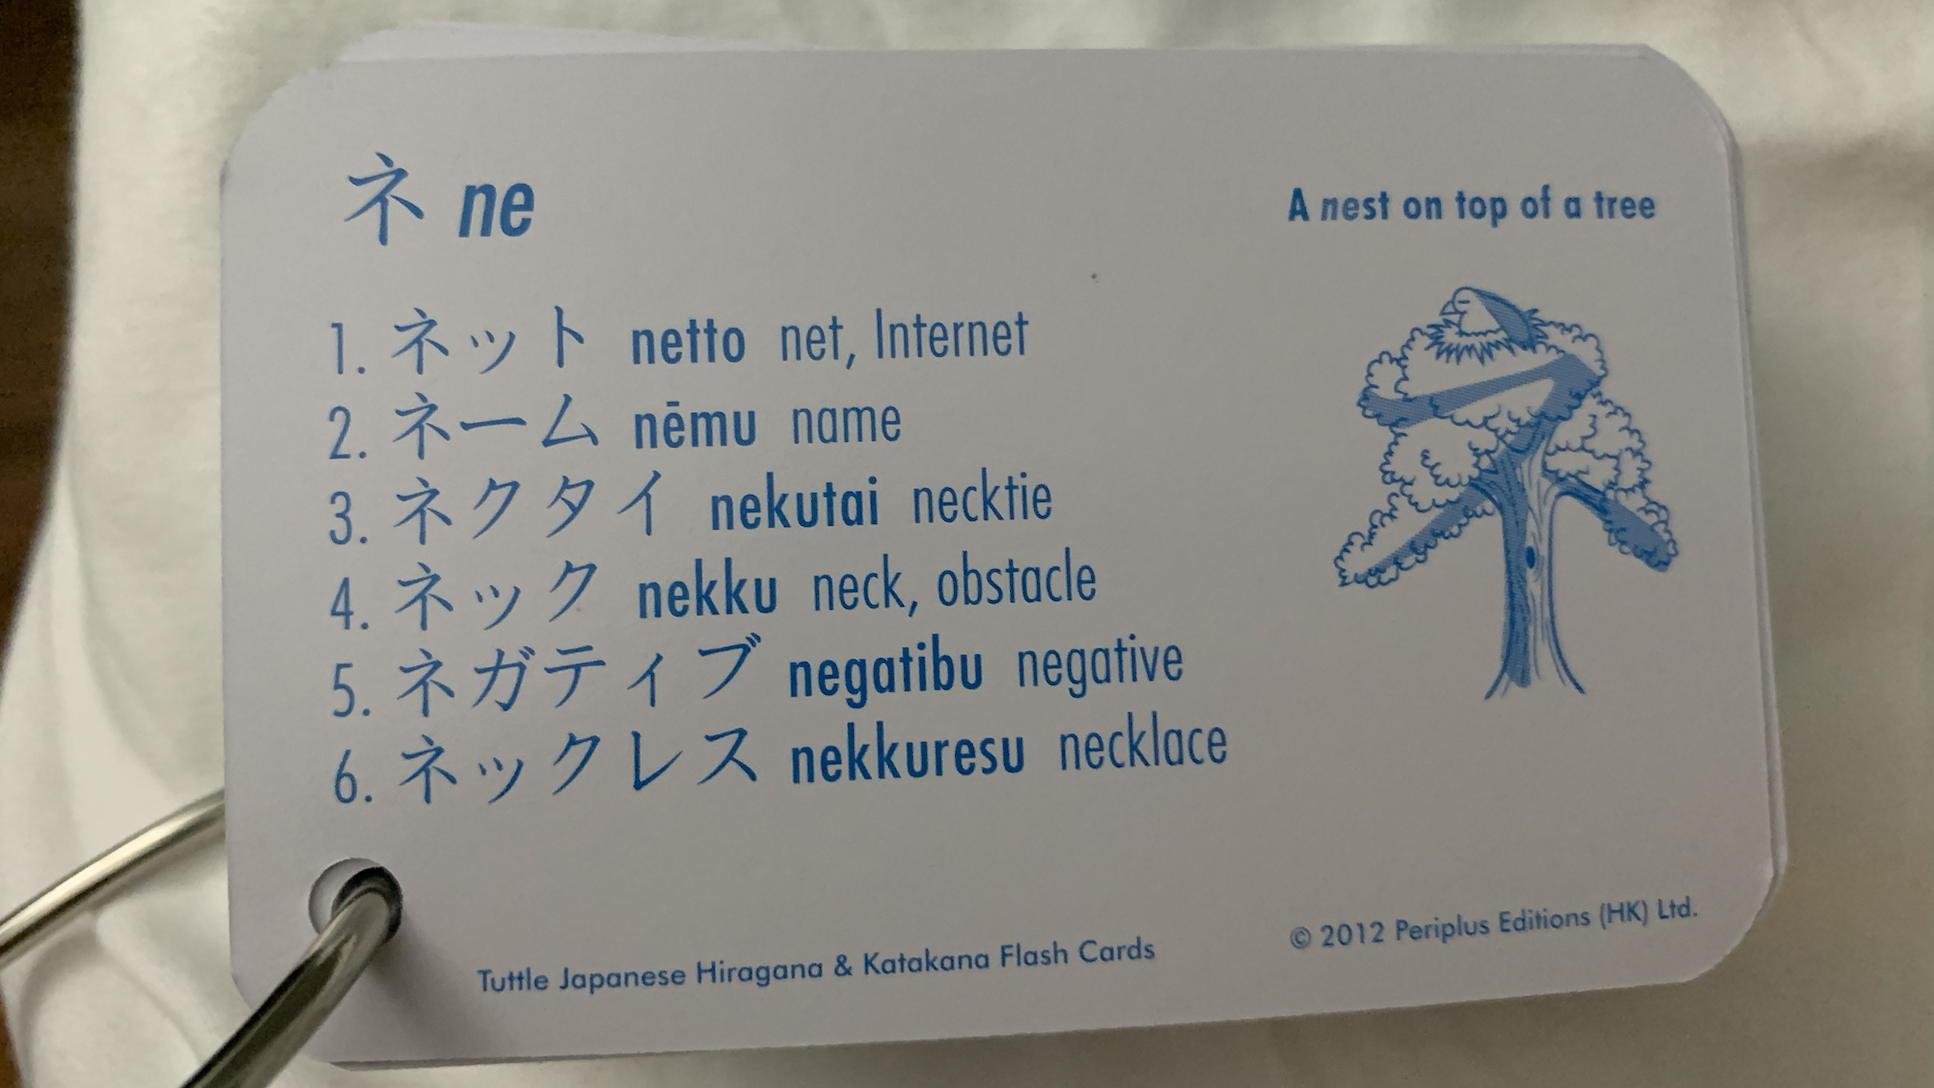 ネ ne
A nest on top of a tree
1. ネット netto net, Internet
2. ネーム nēmu name
3. ネクタイ nekutai necktie
4. ネック nekku neck, obstacle
5. ネガティブ negatibu negative
6. ネックレス nekkuresu necklace
Tuttle Japanese Hiragana & Katakana Flash Cards
© 2012 Periplus Editions (HK) Ltd.